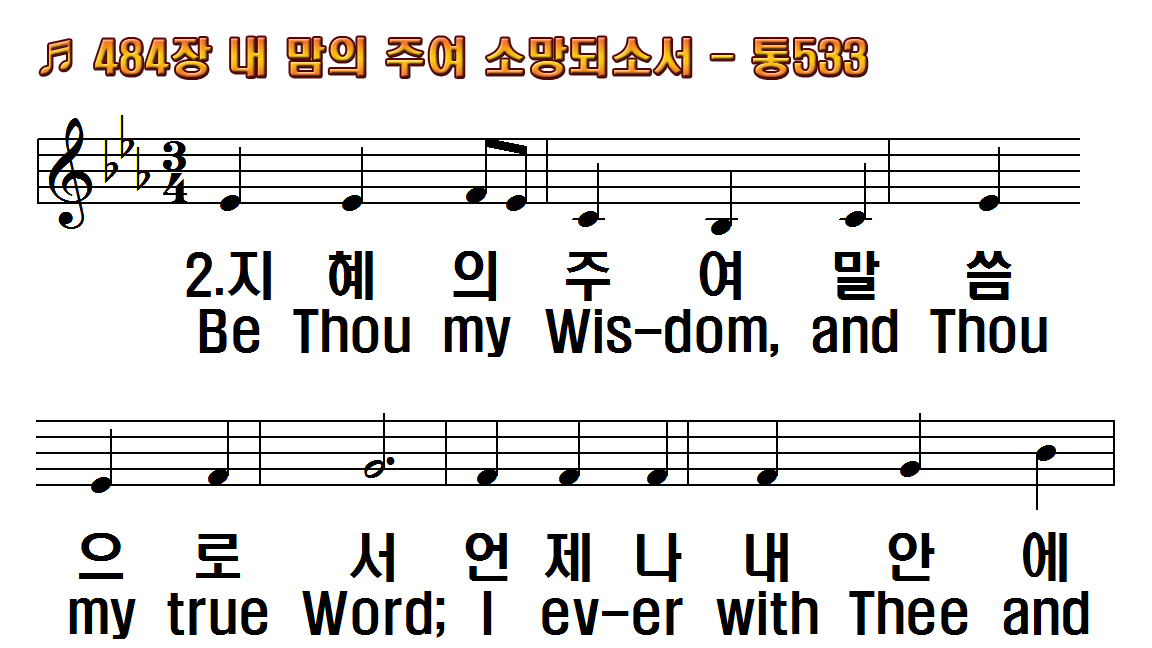 484장 내 맘의 주여 소망되소서 - 통533
3
4
2.지 혜 의 주 여 말 씀
Be Thou my Wis-dom, and Thou
으 로 서 언 제 나 내 안 에
my true Word; I ev-er with Thee and